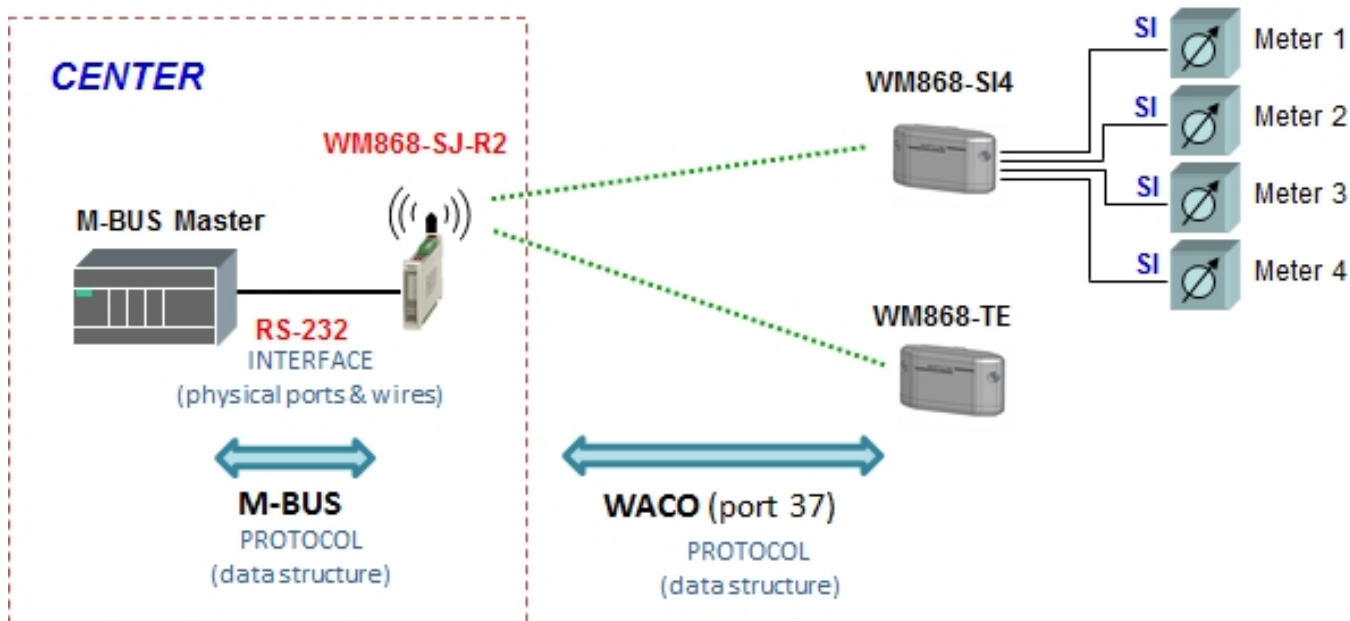 CENTER
WM868-SJ-R2
M-BUS Master
RS-232
INTERFACE
(physical ports & wires)
M-BUS
PROTOCOL
(data structure)
WACO (port 37)
PROTOCOL
(data structure)
WM868-SI4
WM868-TE
SI
Meter 1
SI
Meter 2
SI
Meter 3
SI
Meter 4